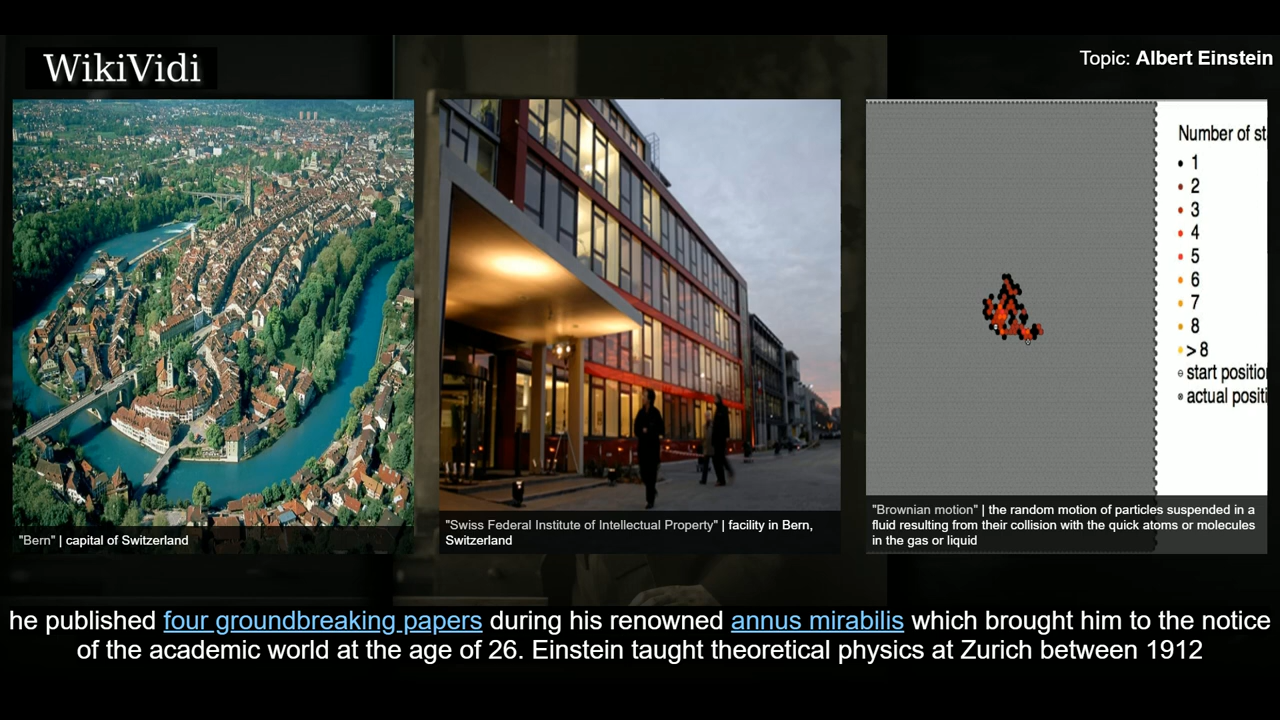 WikiVidi
Topic: Albert Einstein
"Bern" | capital of Switzerland
"Swiss Federal Institute of Intellectual Property" | facility in Bern,
Switzerland
Number of st
1
2
3
4
5
6
7
8
> 8
start positio
actual positi
"Brownian motion" | the random motion of particles suspended in a
fluid resulting from their collision with the quick atoms or molecules
in the gas or liquid
he published four groundbreaking papers during his renowned annus mirabilis which brought him to the notice
of the academic world at the age of 26. Einstein taught theoretical physics at Zurich between 1912